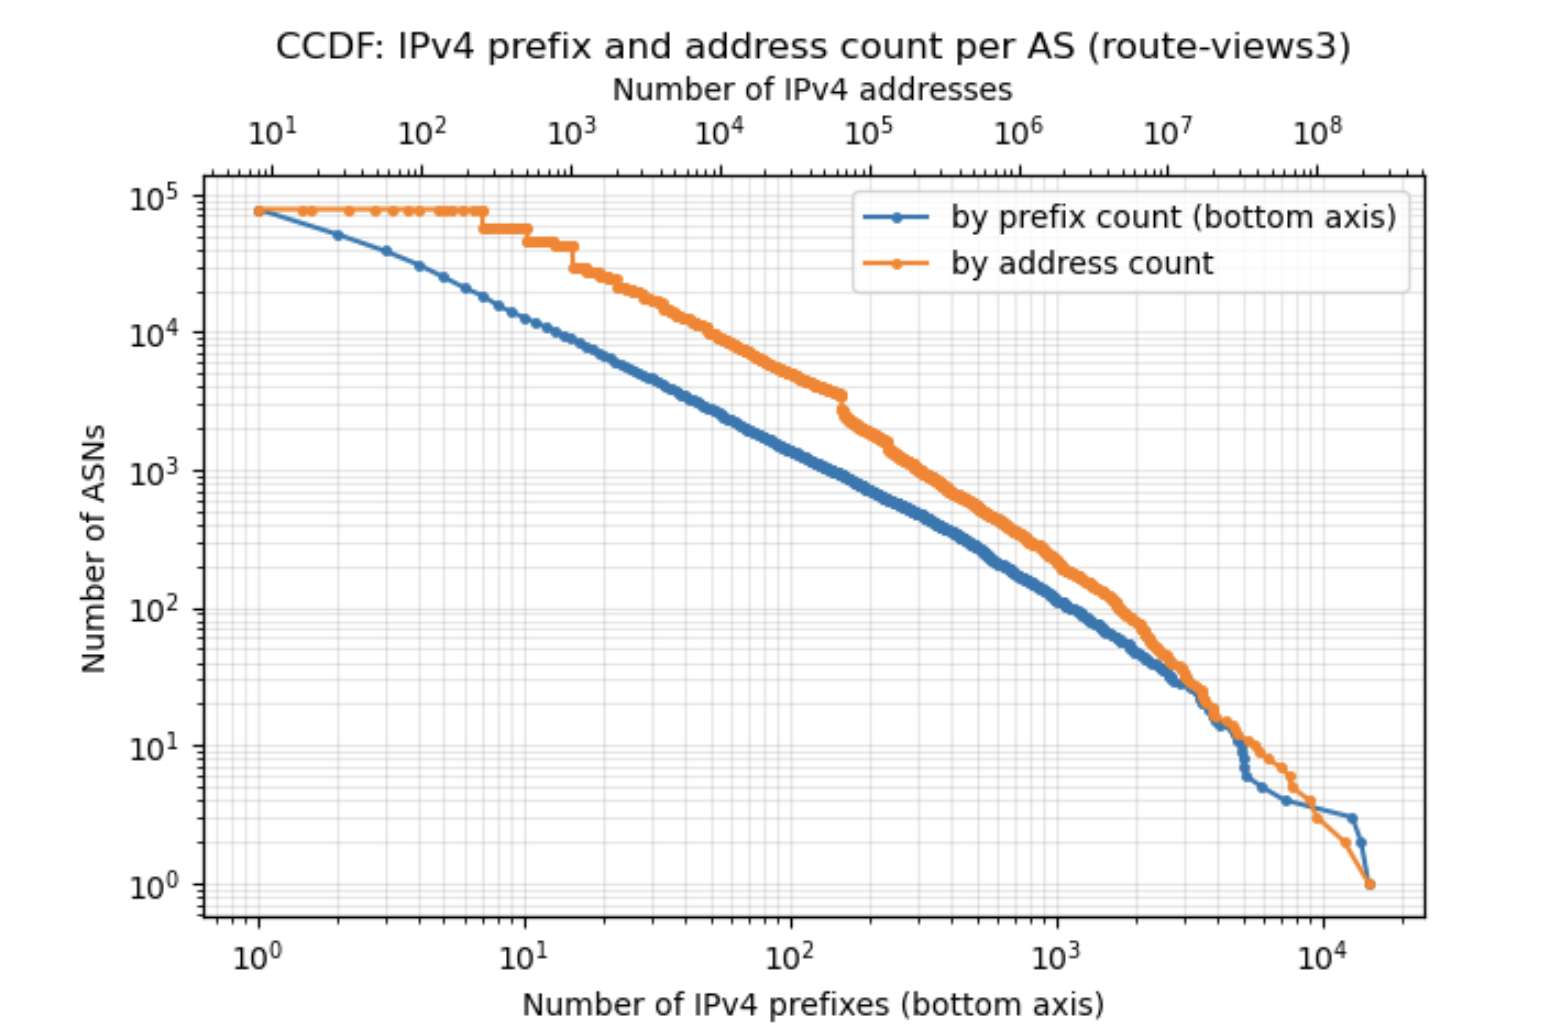 CCDF: IPv4 prefix and address count per AS (route-views3)
Number of IPv4 addresses
10¹ 10² 10³ 10⁴ 10⁵ 10⁶ 10⁷ 10⁸
by prefix count (bottom axis)
by address count
Number of ASNs
10⁵
10⁴
10³
10²
10¹
10⁰
10⁰ 10¹ 10² 10³ 10⁴
Number of IPv4 prefixes (bottom axis)